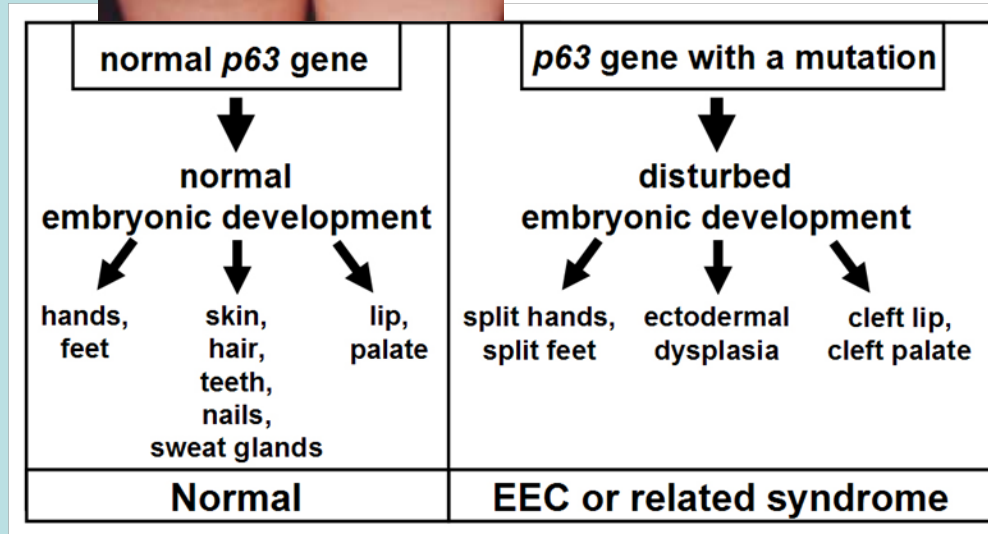 normal p63 gene
normal
embryonic development
hands,
feet
skin,
hair,
teeth,
nails,
sweat glands
lip,
palate
Normal
p63 gene with a mutation
disturbed
embryonic development
split hands,
split feet
ectodermal
dysplasia
cleft lip,
cleft palate
EEC or related syndrome